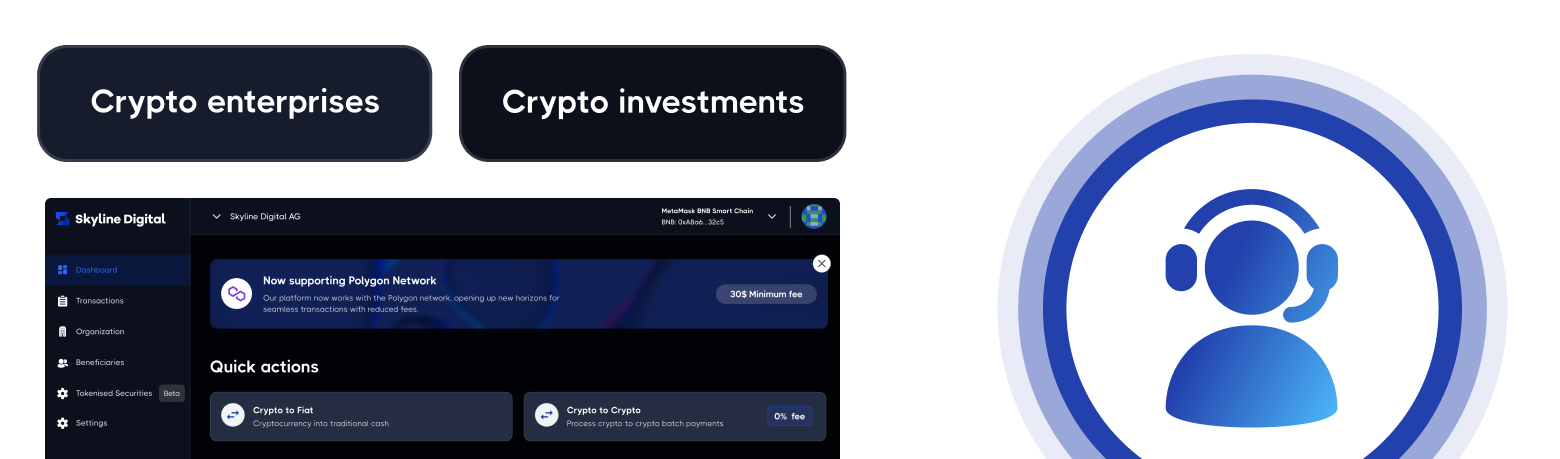 Crypto enterprises
Crypto investments
Skyline Digital
Skyline Digital AG
MetaMask BNB Smart Chain
BNB: 0xA8a6...32c5
Dashboard
Transactions
Organization
Beneficiaries
Tokenised Securities Beta
Settings
Now supporting Polygon Network
Our platform now works with the Polygon network, opening up new horizons for
seamless transactions with reduced fees.
30$ Minimum fee
Quick actions
Crypto to Fiat
Cryptocurrency into traditional cash
Crypto to Crypto
Process crypto to crypto batch payments
0% fee